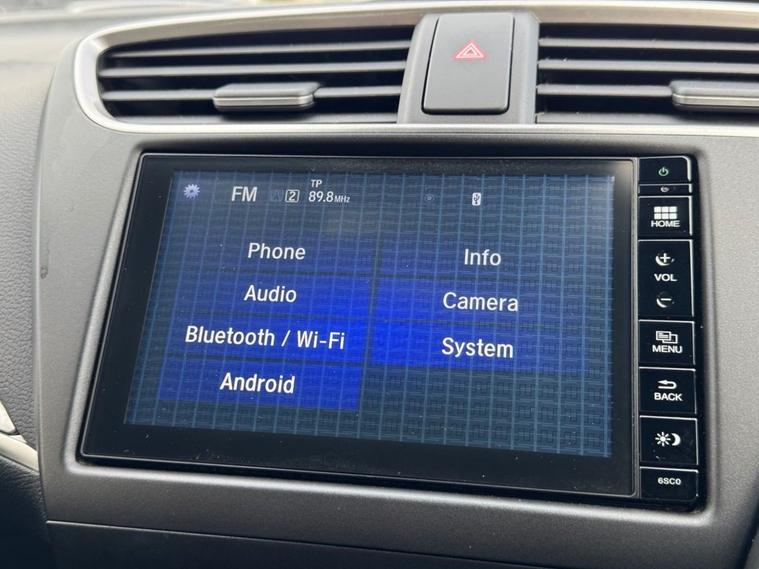 TP
FM 2 89.8MHz
Phone
Info
Audio
Camera
Bluetooth / Wi-Fi
System
Android
HOME
VOL
MENU
BACK
6SC0